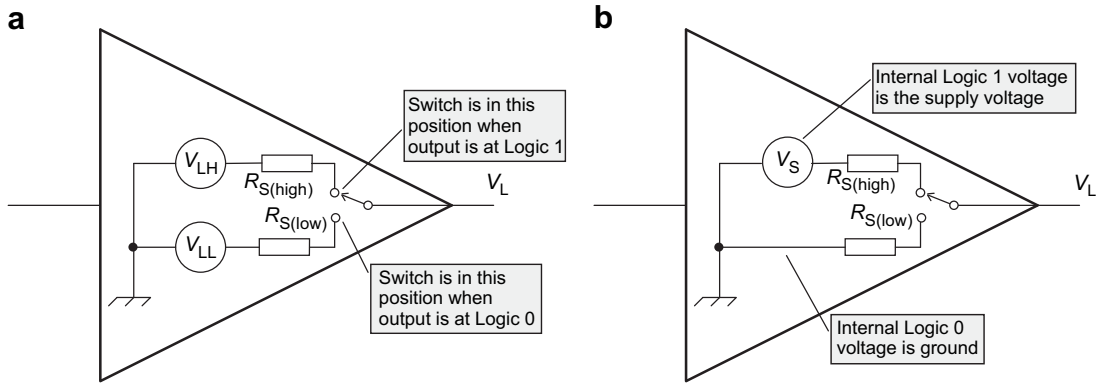 a
Switch is in this
position when
output is at Logic 1
V_LH
R_S(high)
V_L
R_S(low)
V_LL
Switch is in this
position when
output is at Logic 0
b
Internal Logic 1 voltage
is the supply voltage
V_S
R_S(high)
V_L
R_S(low)
Internal Logic 0
voltage is ground